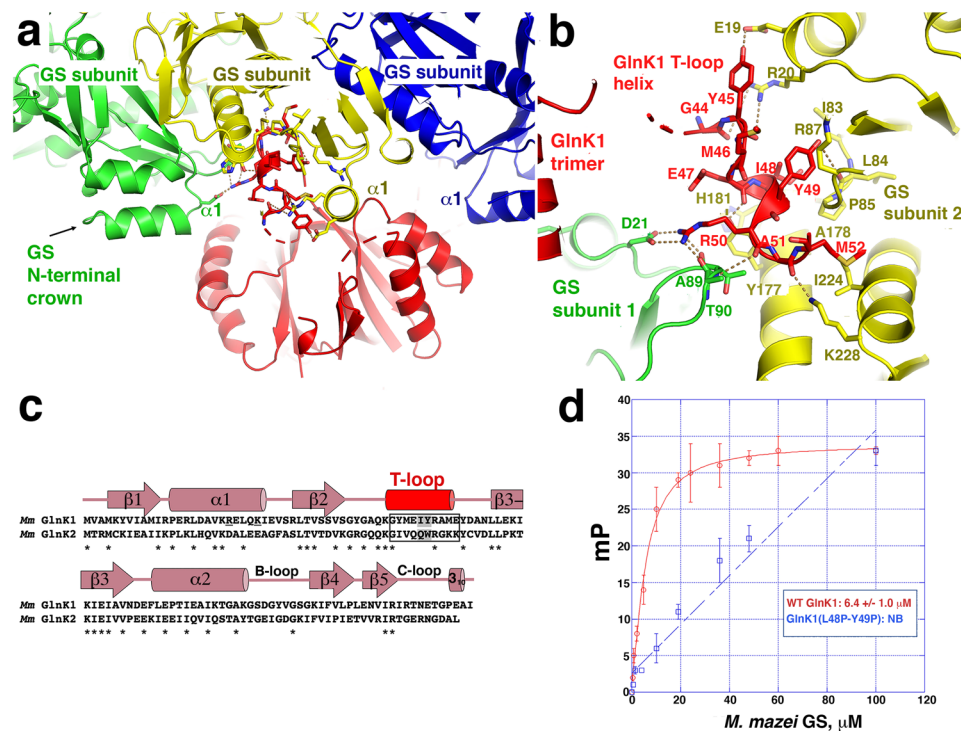 a
GS subunit
GS subunit
GS subunit
α1
α1
α1
GS
N-terminal
crown
b
E19
GlnK1 T-loop
helix
R20
Y45
G44
I83
R87
GlnK1
trimer
M46
I48
L84
E47
Y49
H181
P85
GS
subunit 2
D21
A178
R50
A51
M52
A89
I224
GS
subunit 1
Y177
T90
K228
c
T-loop
β1
α1
β2
β3
Mm GlnK1 MVAMKYVIAMIRPERLDAVKRELQKIEVSRLTVSSVSGYGAQKGYMEIYRAMEYDANLLEKI
Mm GlnK2 MTRMCKIEAIIKPLKLHQVKDALEEAGFASLTVTDVKGRGQQKGIVQQWRGKKYCVDLLPKT
β3
α2
B-loop
β4
β5
C-loop
3₁₀
Mm GlnK1 KIEIAVNDEFLEPTIEAIKTGAKGSDGYVGSGKIFVLPLENVIRIRTNETGPEAI
Mm GlnK2 KIEIVVPEEKIEEIIQVIQSTAYTGEIGDGKIFVIPIETVVRIRTGERNGDAL
d
40
35
30
25
20
15
10
5
0
mP
WT GlnK1: 6.4 +/- 1.0 μM
GlnK1(L48P-Y49P): NB
0 20 40 60 80 100 120
M. mazei GS, μM